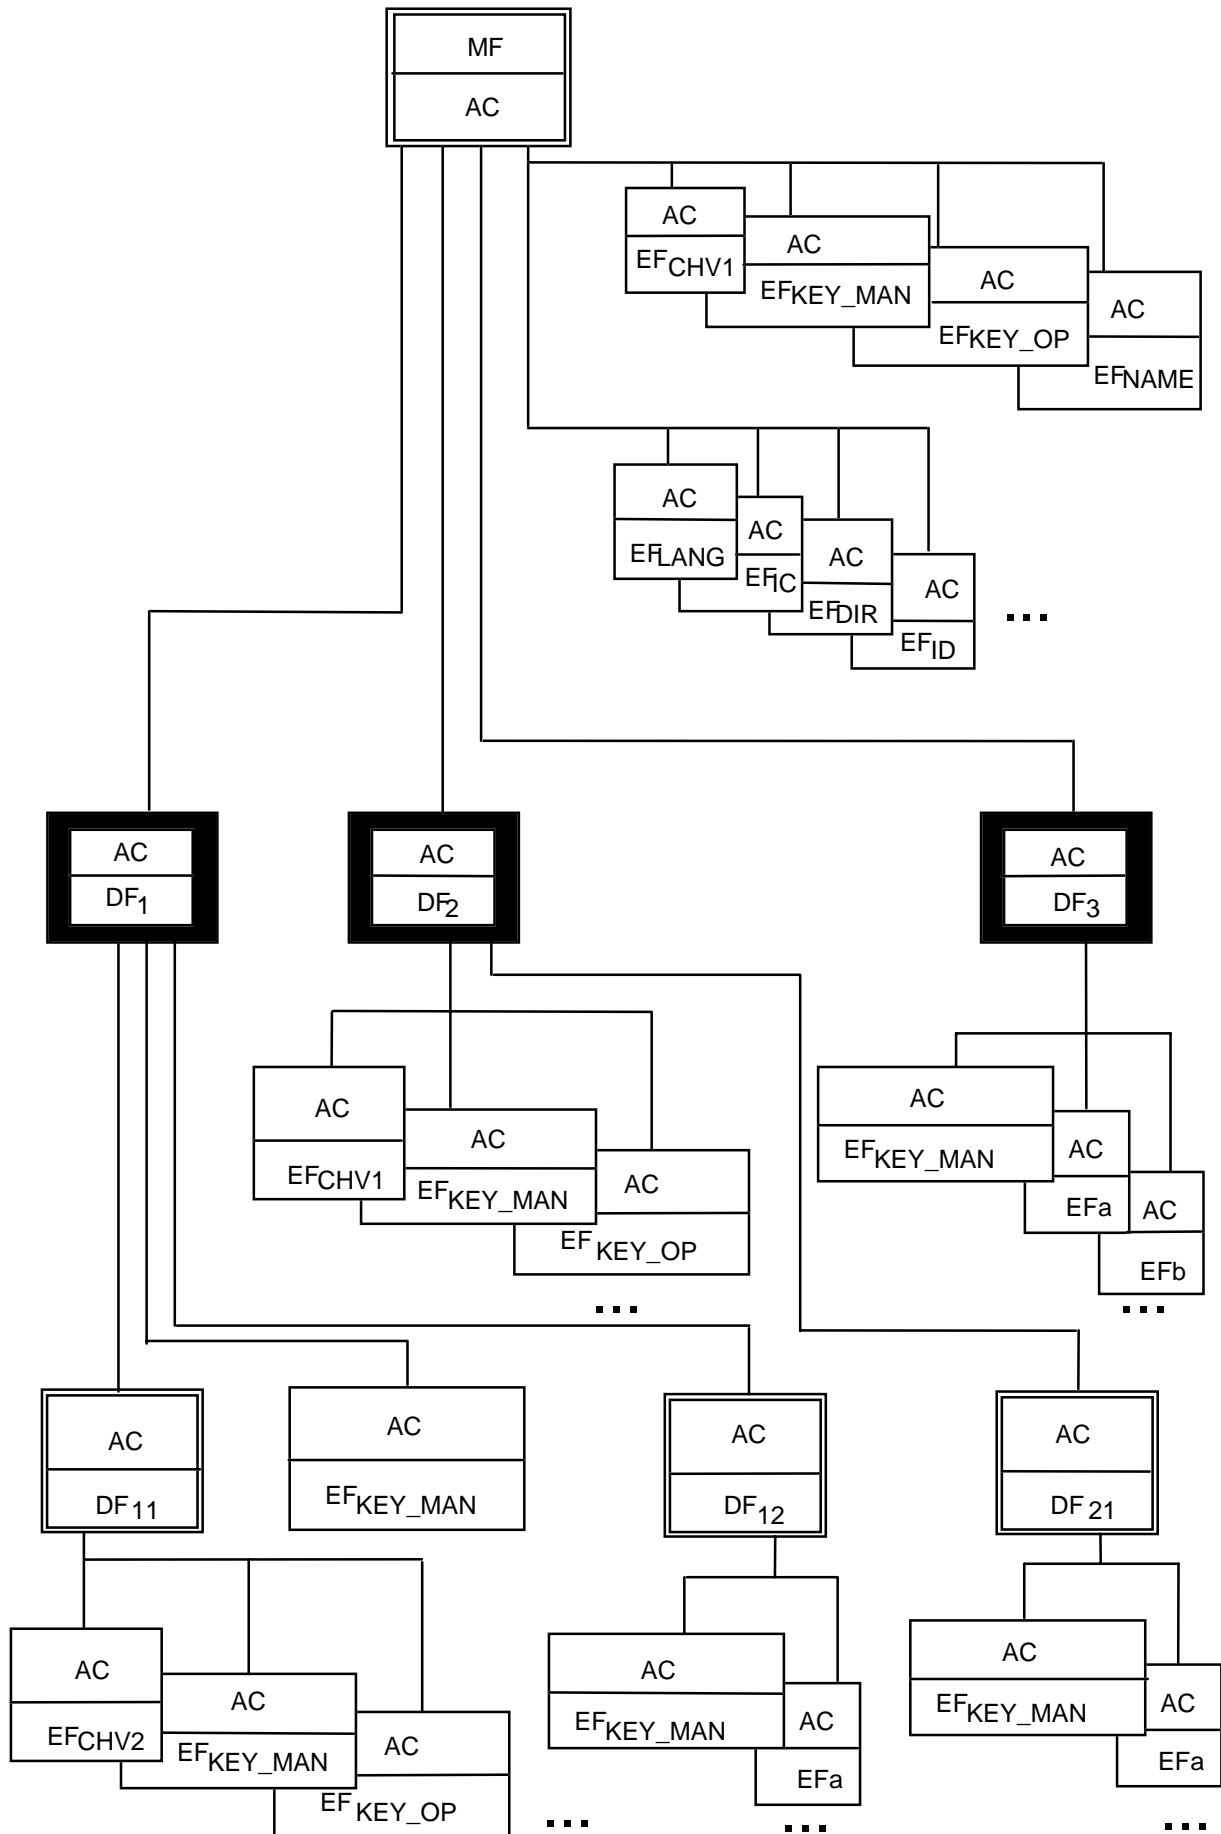 MF
AC
AC
EFCHV1
AC
EFKEY_MAN
AC
EFKEY_OP
AC
EFNAME
AC
EFLANG
AC
EFIC
AC
EFDIR
AC
EFID
...
AC
DF1
AC
DF2
AC
DF3
AC
EFCHV1
AC
EFKEY_MAN
AC
EF KEY_OP
...
AC
EFKEY_MAN
AC
EFa
AC
EFb
...
AC
DF11
AC
EFKEY_MAN
AC
DF12
AC
DF21
AC
EFCHV2
AC
EFKEY_MAN
AC
EF KEY_OP
...
AC
EFKEY_MAN
AC
EFa
...
AC
EFKEY_MAN
AC
EFa
...